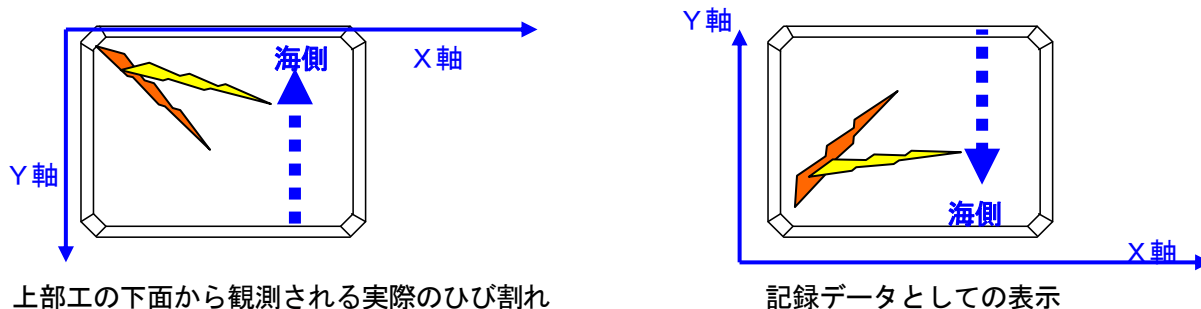 海側
X軸
Y軸
上部工の下面から観測される実際のひび割れ
Y軸
海側
X軸
記録データとしての表示